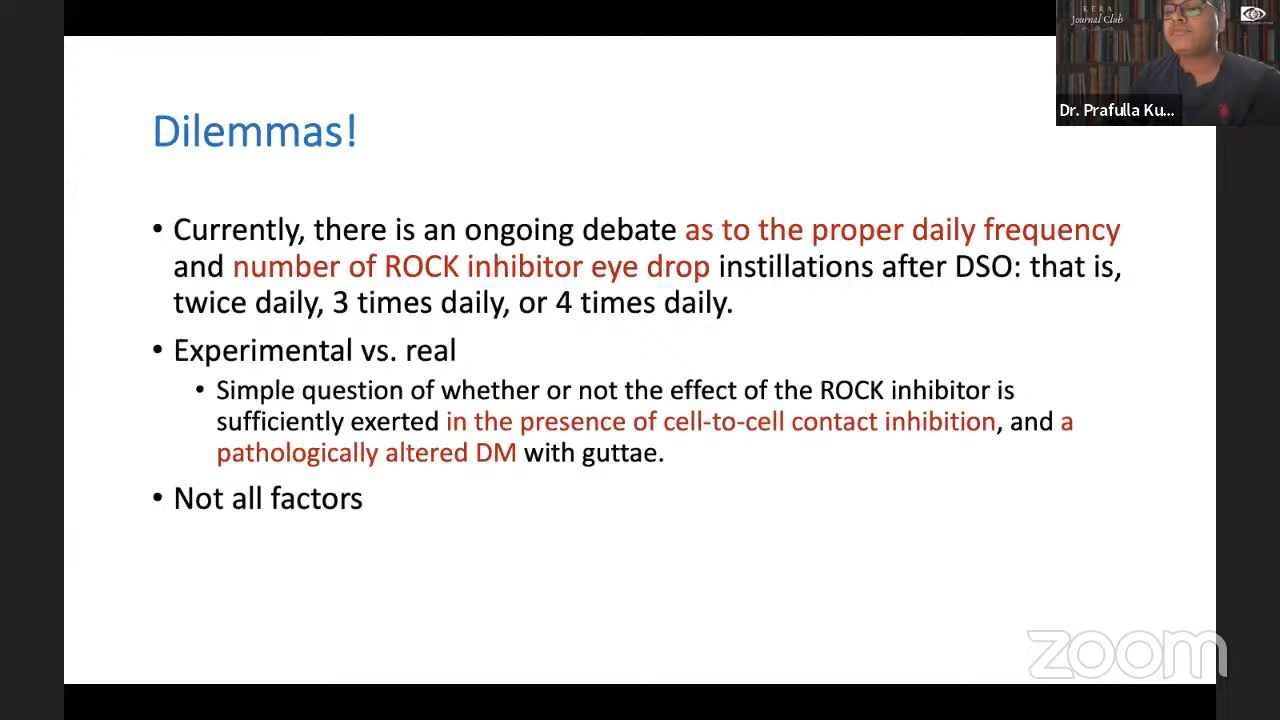 KERA
Journal Club
Dr. Prafulla Ku...
Dilemmas!
• Currently, there is an ongoing debate as to the proper daily frequency
and number of ROCK inhibitor eye drop instillations after DSO: that is,
twice daily, 3 times daily, or 4 times daily.
• Experimental vs. real
• Simple question of whether or not the effect of the ROCK inhibitor is
sufficiently exerted in the presence of cell-to-cell contact inhibition, and a
pathologically altered DM with guttae.
• Not all factors
zoom